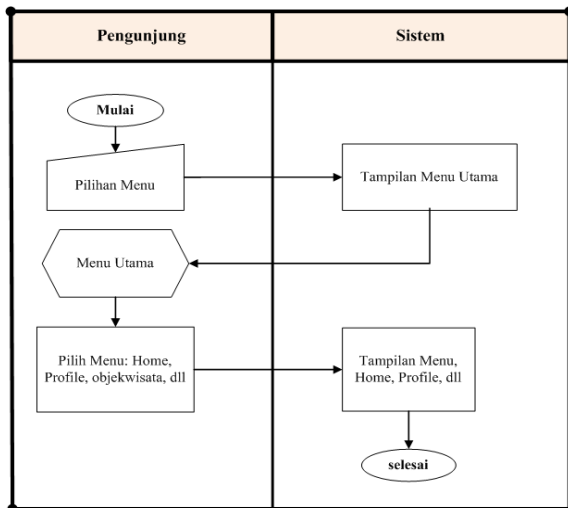 Pengunjung
Sistem
Mulai
Pilihan Menu
Tampilan Menu Utama
Menu Utama
Pilih Menu: Home,
Profile, objekwisata, dll
Tampilan Menu,
Home, Profile, dll
selesai